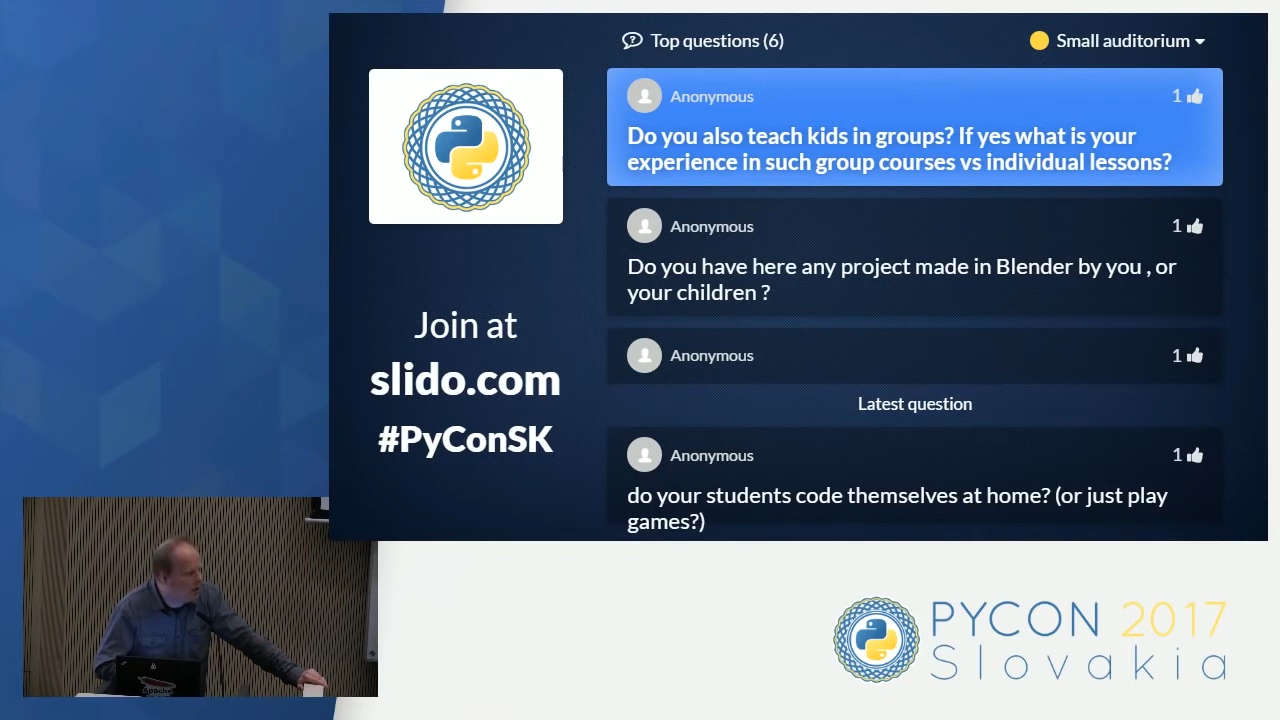 Top questions (6)
Small auditorium
Anonymous
1
Do you also teach kids in groups? If yes what is your
experience in such group courses vs individual lessons?
Anonymous
1
Do you have here any project made in Blender by you , or
your children ?
Anonymous
1
Latest question
Anonymous
1
do your students code themselves at home? (or just play
games?)
Join at
slido.com
#PyConSK
Apache
PYCON 2017
Slovakia